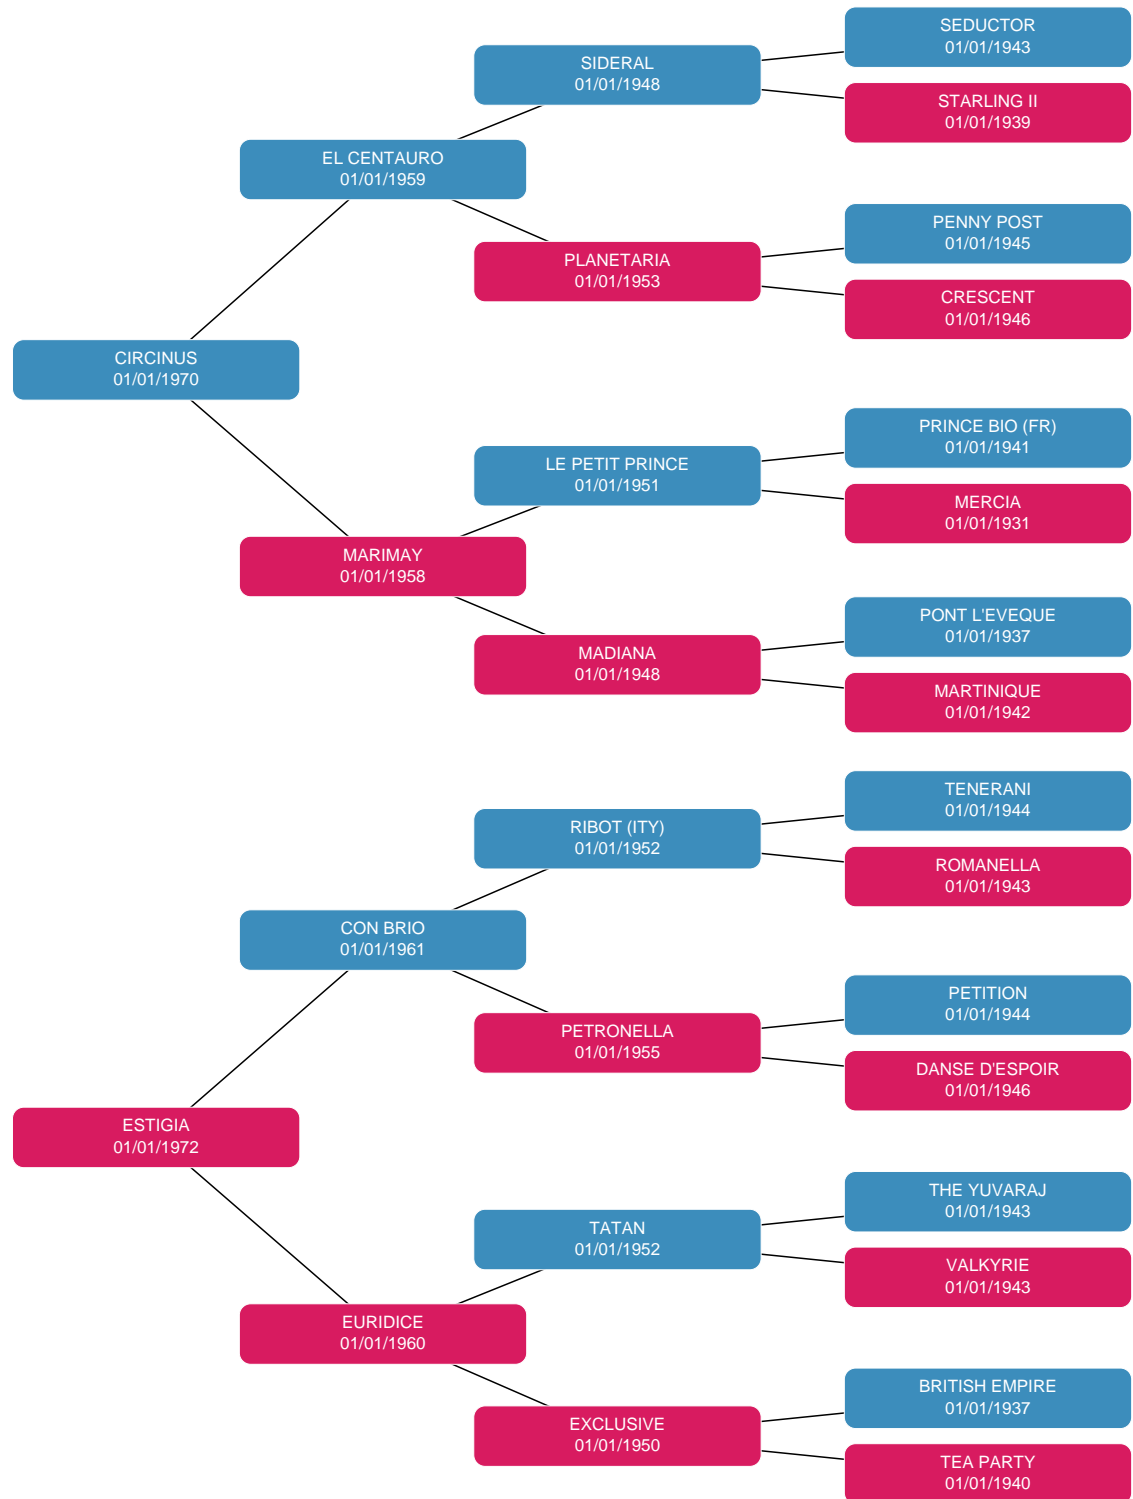 SEDUCTOR
01/01/1943
SIDERAL
01/01/1948
STARLING II
01/01/1939
EL CENTAURO
01/01/1959
PENNY POST
01/01/1945
PLANETARIA
01/01/1953
CRESCENT
01/01/1946
CIRCINUS
01/01/1970
PRINCE BIO (FR)
01/01/1941
LE PETIT PRINCE
01/01/1951
MERCIA
01/01/1931
MARIMAY
01/01/1958
PONT L'EVEQUE
01/01/1937
MADIANA
01/01/1948
MARTINIQUE
01/01/1942
TENERANI
01/01/1944
RIBOT (ITY)
01/01/1952
ROMANELLA
01/01/1943
CON BRIO
01/01/1961
PETITION
01/01/1944
PETRONELLA
01/01/1955
DANSE D'ESPOIR
01/01/1946
ESTIGIA
01/01/1972
THE YUVARAJ
01/01/1943
TATAN
01/01/1952
VALKYRIE
01/01/1943
EURIDICE
01/01/1960
BRITISH EMPIRE
01/01/1937
EXCLUSIVE
01/01/1950
TEA PARTY
01/01/1940